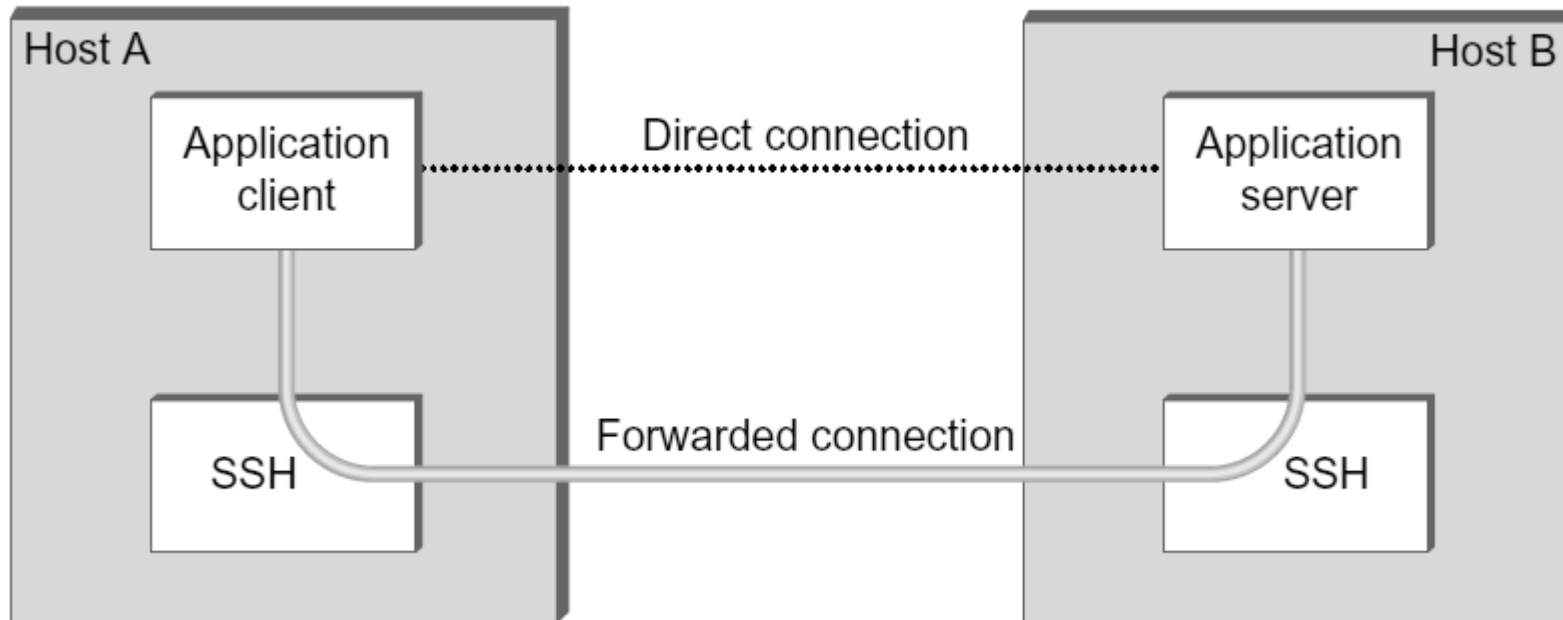 Host A
Host B
Application
client
Direct connection
Application
server
Forwarded connection
SSH
SSH